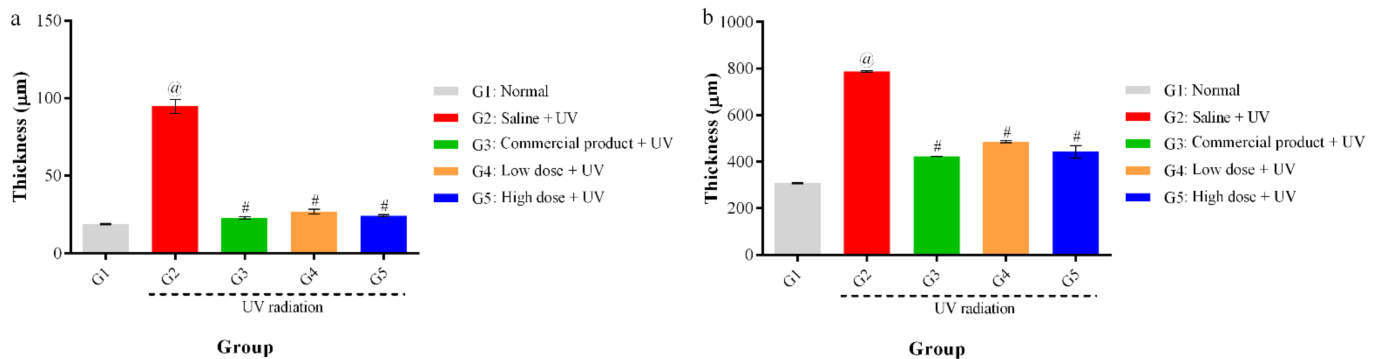 a
Thickness (μm)
150
100
50
0
@
#
#
#
G1
G2
G3
G4
G5
UV radiation
Group
G1: Normal
G2: Saline + UV
G3: Commercial product + UV
G4: Low dose + UV
G5: High dose + UV
b
Thickness (μm)
1000
800
600
400
200
0
@
#
#
#
G1
G2
G3
G4
G5
UV radiation
Group
G1: Normal
G2: Saline + UV
G3: Commercial product + UV
G4: Low dose + UV
G5: High dose + UV